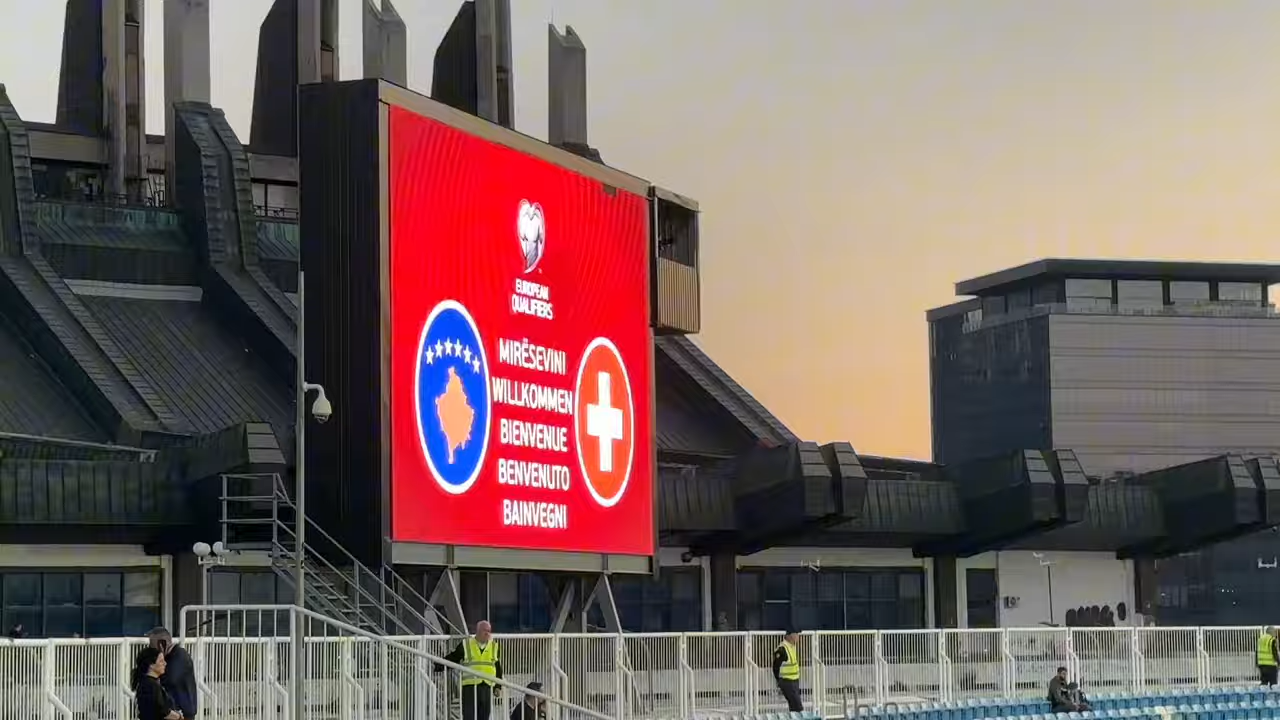 EUROPEAN
QUALIFIERS
MIRËSEVINI
WILLKOMMEN
BIENVENUE
BENVENUTO
BAINVEGNI